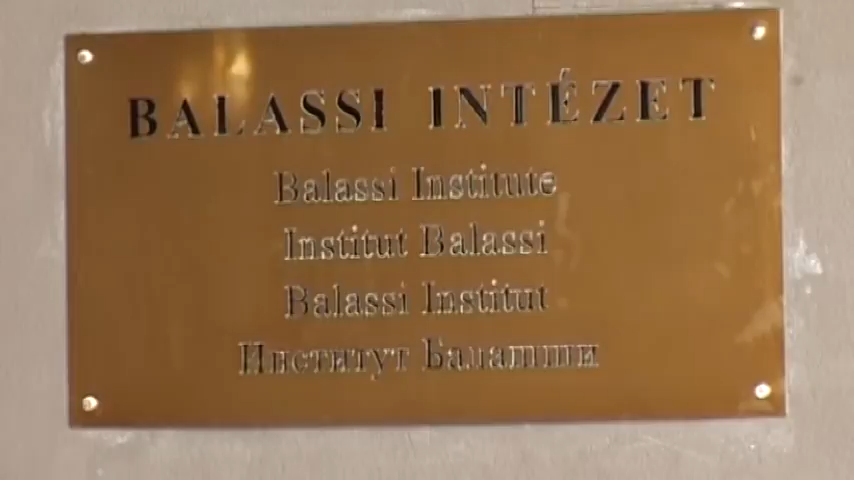 BALASSI INTÉZET
Balassi Institute
Institut Balassi
Balassi Institut
Институт Балашши